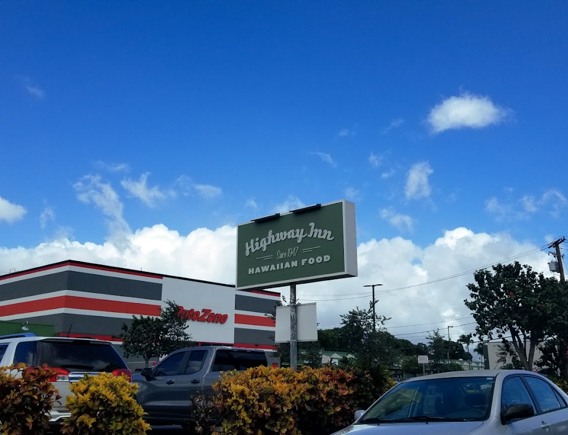 Highway Inn
Since 1947
HAWAIIAN FOOD
AutoZone